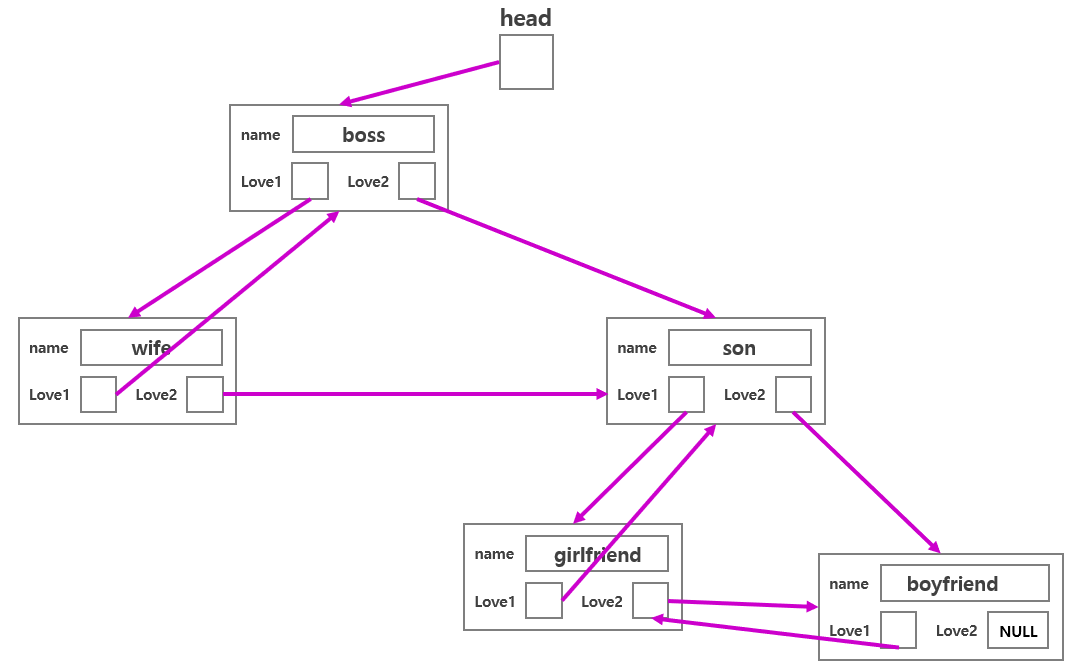 head
name boss
Love1 Love2
name wife
Love1 Love2
name son
Love1 Love2
name girlfriend
Love1 Love2
name boyfriend
Love1 Love2 NULL